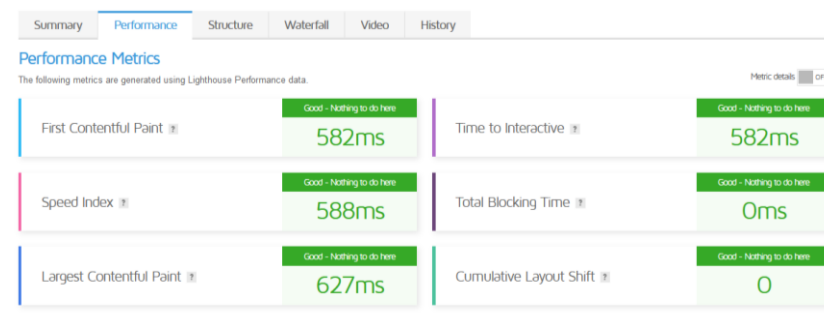 Summary Performance Structure Waterfall Video History
Performance Metrics
The following metrics are generated using Lighthouse Performance data.
Metric details
First Contentful Paint ?
Good - Nothing to do here
582ms
Time to Interactive ?
Good - Nothing to do here
582ms
Speed Index ?
Good - Nothing to do here
588ms
Total Blocking Time ?
Good - Nothing to do here
0ms
Largest Contentful Paint ?
Good - Nothing to do here
627ms
Cumulative Layout Shift ?
Good - Nothing to do here
0